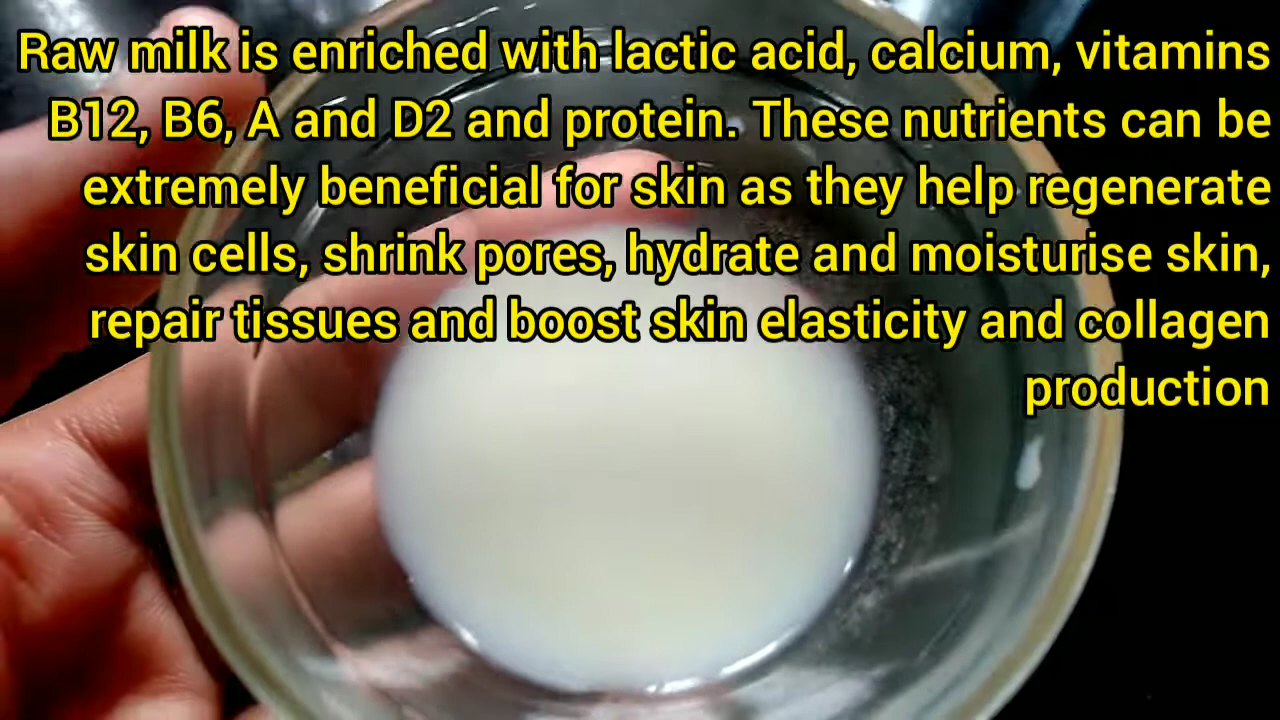 Raw milk is enriched with lactic acid, calcium, vitamins
B12, B6, A and D2 and protein. These nutrients can be
extremely beneficial for skin as they help regenerate
skin cells, shrink pores, hydrate and moisturise skin,
repair tissues and boost skin elasticity and collagen
production